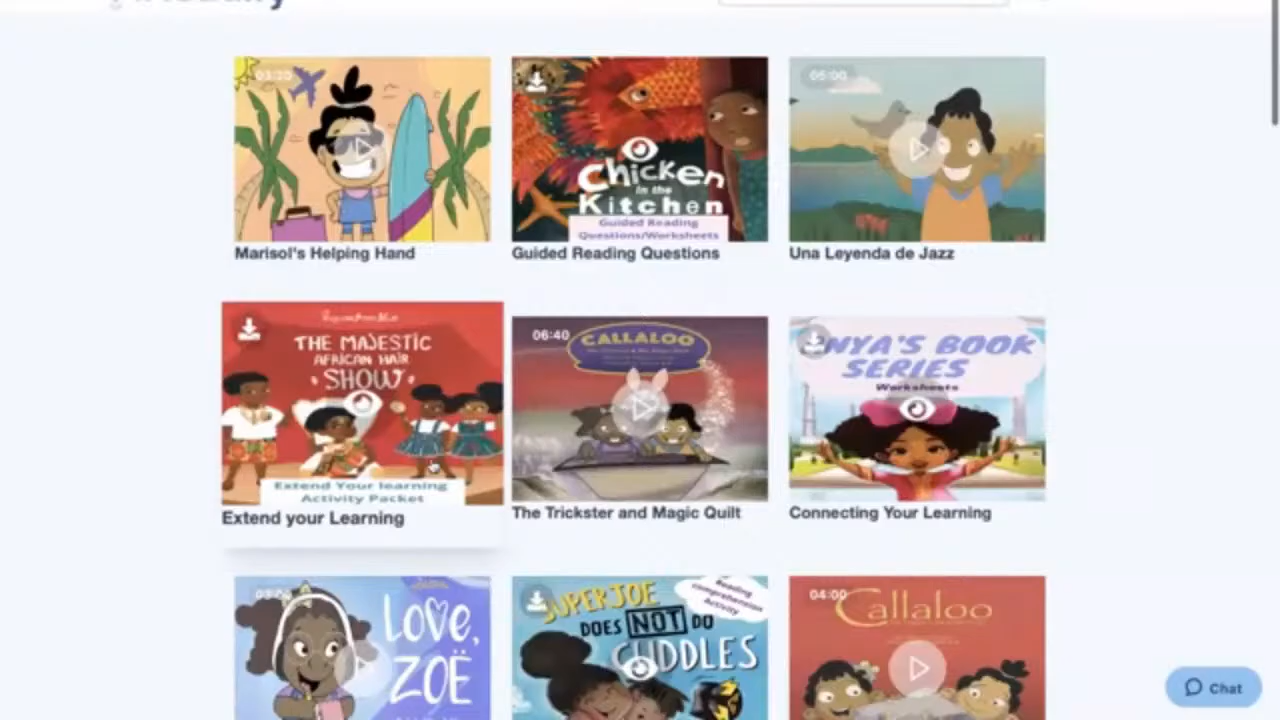 03:20
Chicken
in the
Kitchen
Guided Reading
Questions/Worksheets
05:00
Marisol's Helping Hand
Guided Reading Questions
Una Leyenda de Jazz
THE MAJESTIC
AFRICAN HAIR
SHOW
Extend Your learning
Activity Packet
06:40
CALLALOO
NYA'S BOOK
SERIES
Worksheets
Extend your Learning
The Trickster and Magic Quilt
Connecting Your Learning
LOVE,
ZOË
SUPERJOE
DOES NOT DO
CUDDLES
Reading
comprehension
Activity
04:00
Callaloo
Chat